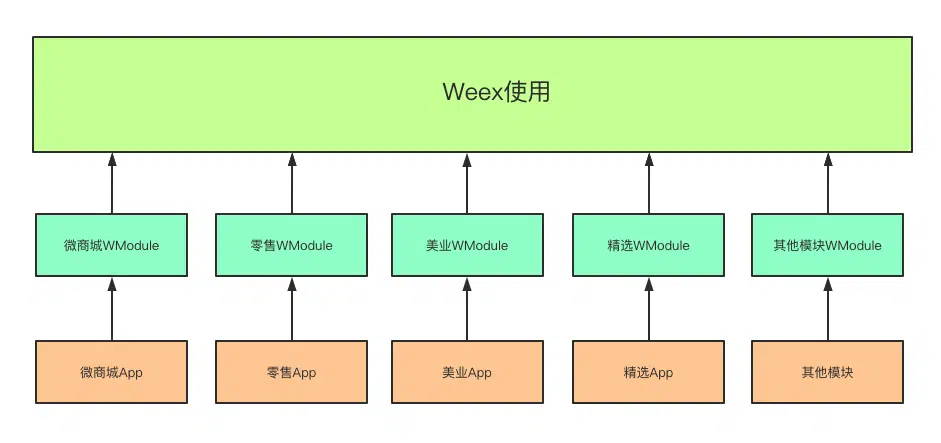 Weex使用
微商城WModule
零售WModule
美业WModule
精选WModule
其他模块WModule
微商城App
零售App
美业App
精选App
其他模块